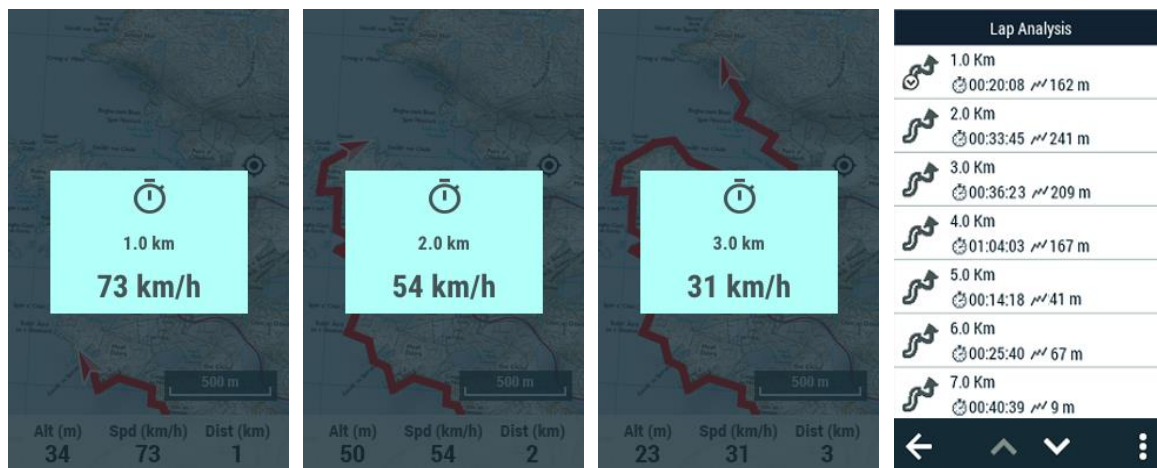 1.0 km
73 km/h
500 m
Alt (m) Spd (km/h) Dist (km)
34 73 1
2.0 km
54 km/h
500 m
Alt (m) Spd (km/h) Dist (km)
50 54 2
3.0 km
31 km/h
500 m
Alt (m) Spd (km/h) Dist (km)
23 31 3
Lap Analysis
1.0 Km
00:20:08 162 m
2.0 Km
00:33:45 241 m
3.0 Km
00:36:23 209 m
4.0 Km
01:04:03 167 m
5.0 Km
00:14:18 41 m
6.0 Km
00:25:40 67 m
7.0 Km
00:40:39 9 m